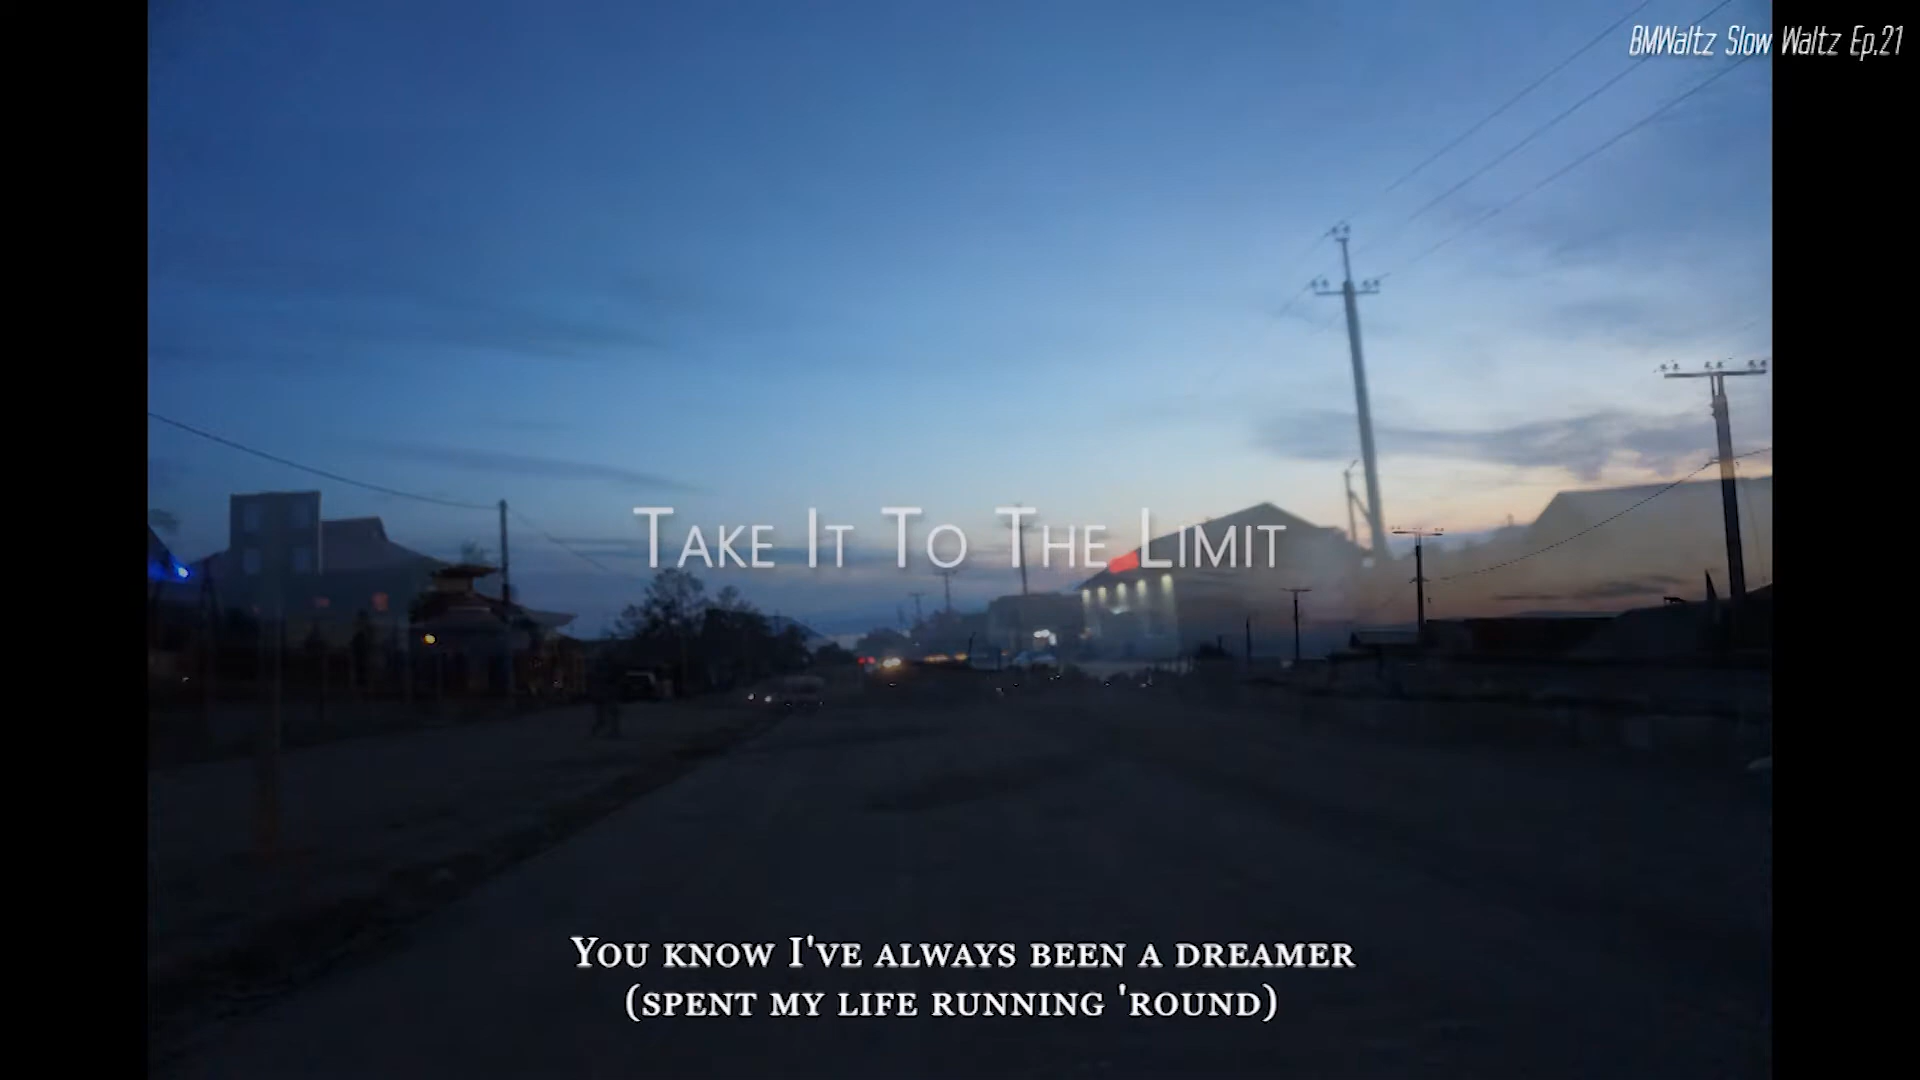 BMWaltz Slow Waltz Ep.21
Take It To The Limit
You know I've always been a dreamer
(spent my life running 'round)